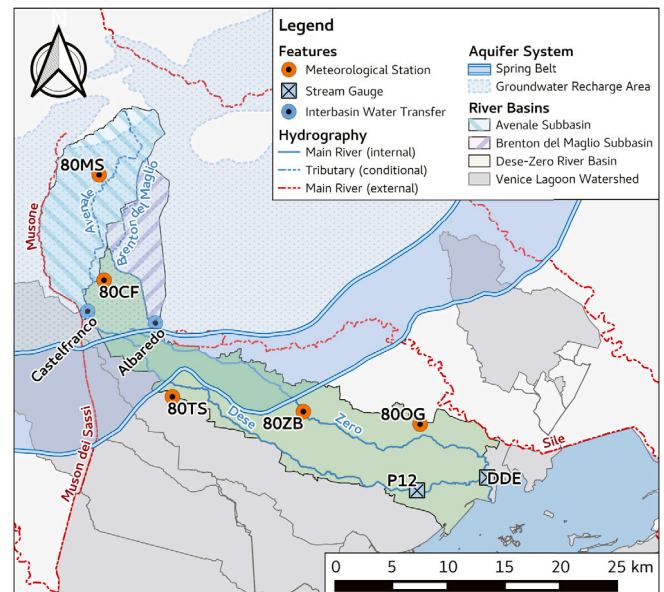 Legend
Features
Meteorological Station
Stream Gauge
Interbasin Water Transfer
Hydrography
Main River (internal)
Tributary (conditional)
Main River (external)
Aquifer System
Spring Belt
Groundwater Recharge Area
River Basins
Avenale Subbasin
Brenton del Maglio Subbasin
Dese-Zero River Basin
Venice Lagoon Watershed
80MS
Musone
Avenale
Brenton del Maglio
80CF
Castelfranco
Albaredo
80TS
Dese
80ZB
Zero
80OG
Sile
Muson dei Sassi
P12
DDE
0 5 10 15 20 25 km